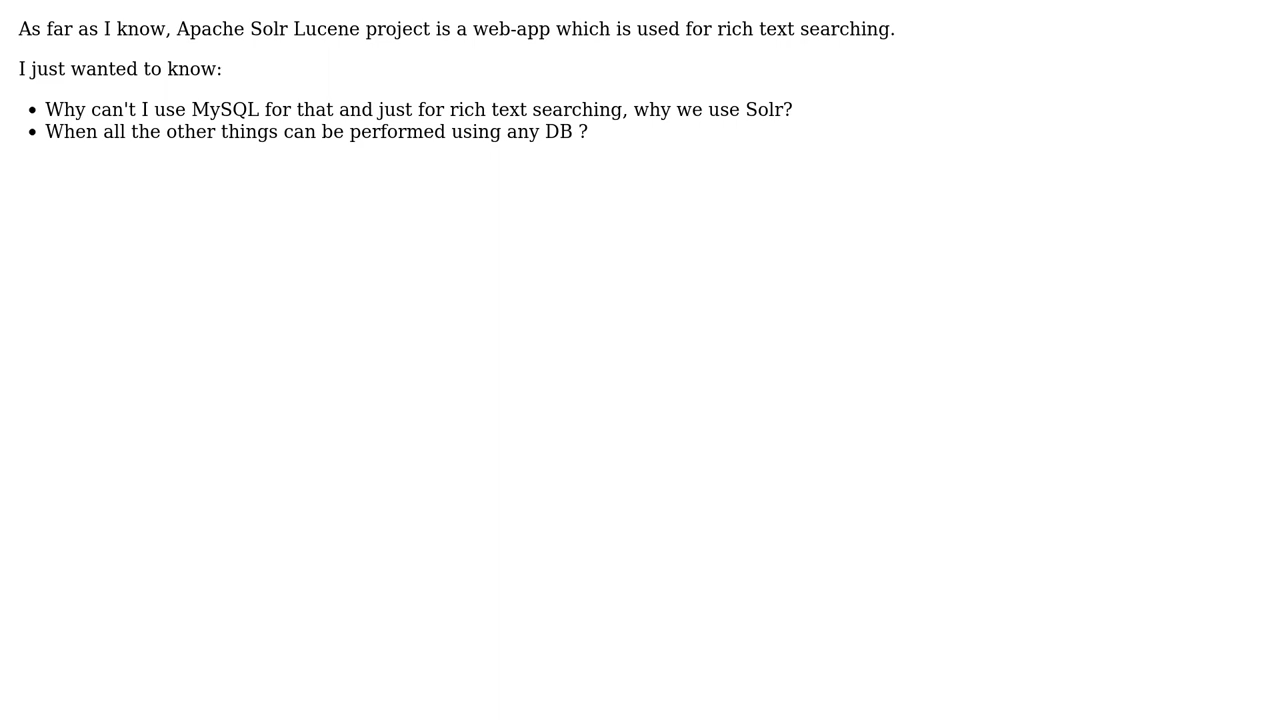 As far as I know, Apache Solr Lucene project is a web-app which is used for rich text searching.
I just wanted to know:
• Why can't I use MySQL for that and just for rich text searching, why we use Solr?
• When all the other things can be performed using any DB ?